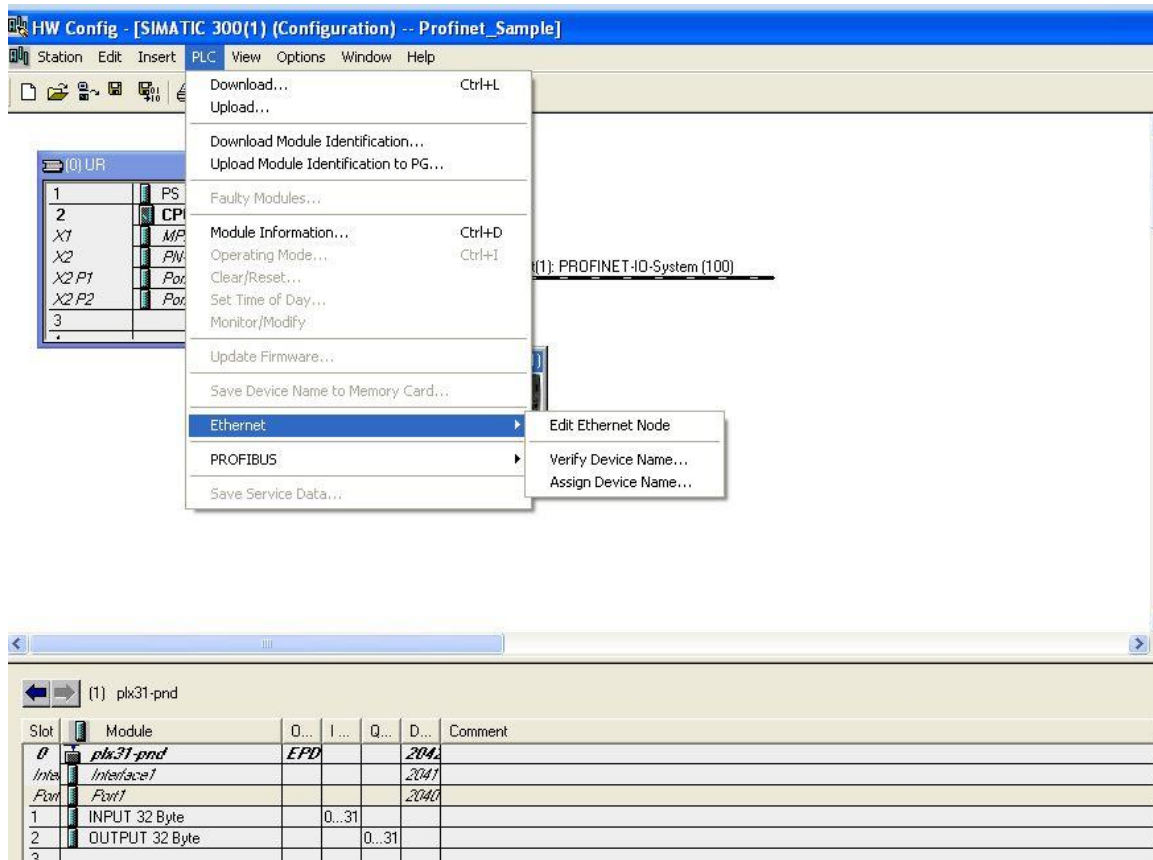 HW Config - [SIMATIC 300(1) (Configuration) -- Profinet_Sample]
Station Edit Insert PLC View Options Window Help
Download... Ctrl+L
Upload...
Download Module Identification...
Upload Module Identification to PG...
Faulty Modules...
Module Information... Ctrl+D
Operating Mode... Ctrl+I
Clear/Reset...
Set Time of Day...
Monitor/Modify
Update Firmware...
Save Device Name to Memory Card...
Ethernet
PROFIBUS
Save Service Data...
Edit Ethernet Node
Verify Device Name...
Assign Device Name...
(0) UR
1 PS
2 CP
X1 MP
X2 PN-
X2 P1 Por
X2 P2 Por
3
(1): PROFINET-IO-System (100)
(1) plx31-pnd
Slot Module O... I... Q... D... Comment
0 plx31-pnd EPD 2042
Inte Interface1 2041
Port Port1 2040
1 INPUT 32 Byte 0...31
2 OUTPUT 32 Byte 0...31
3